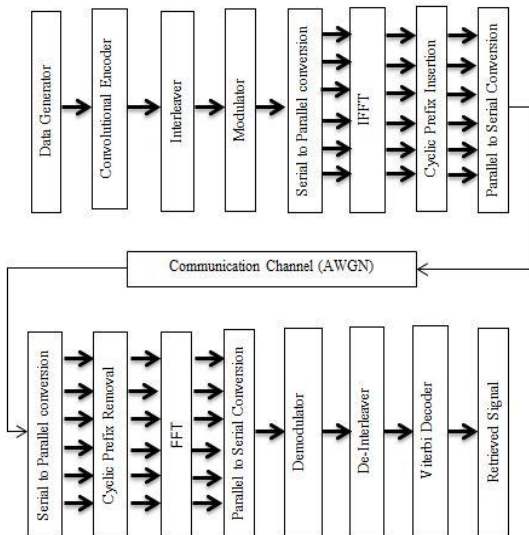 Data Generator
Convolutional Encoder
Interleaver
Modulator
Serial to Parallel conversion
IFFT
Cyclic Prefix Insertion
Parallel to Serial Conversion
Communication Channel (AWGN)
Serial to Parallel conversion
Cyclic Prefix Removal
FFT
Parallel to Serial Conversion
Demodulator
De-Interleaver
Viterbi Decoder
Retrieved Signal